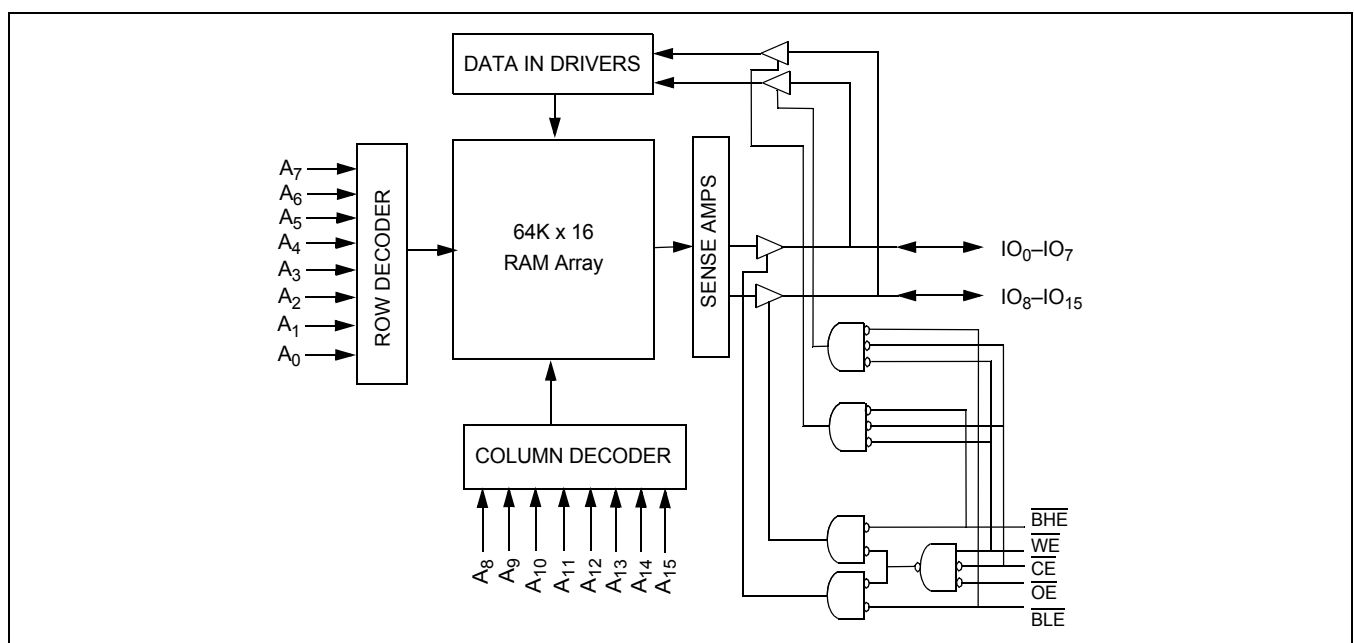 DATA IN DRIVERS
A7
A6
A5
A4
A3
A2
A1
A0
ROW DECODER
64K x 16
RAM Array
SENSE AMPS
IO0–IO7
IO8–IO15
COLUMN DECODER
A8
A9
A10
A11
A12
A13
A14
A15
BHE
WE
CE
OE
BLE